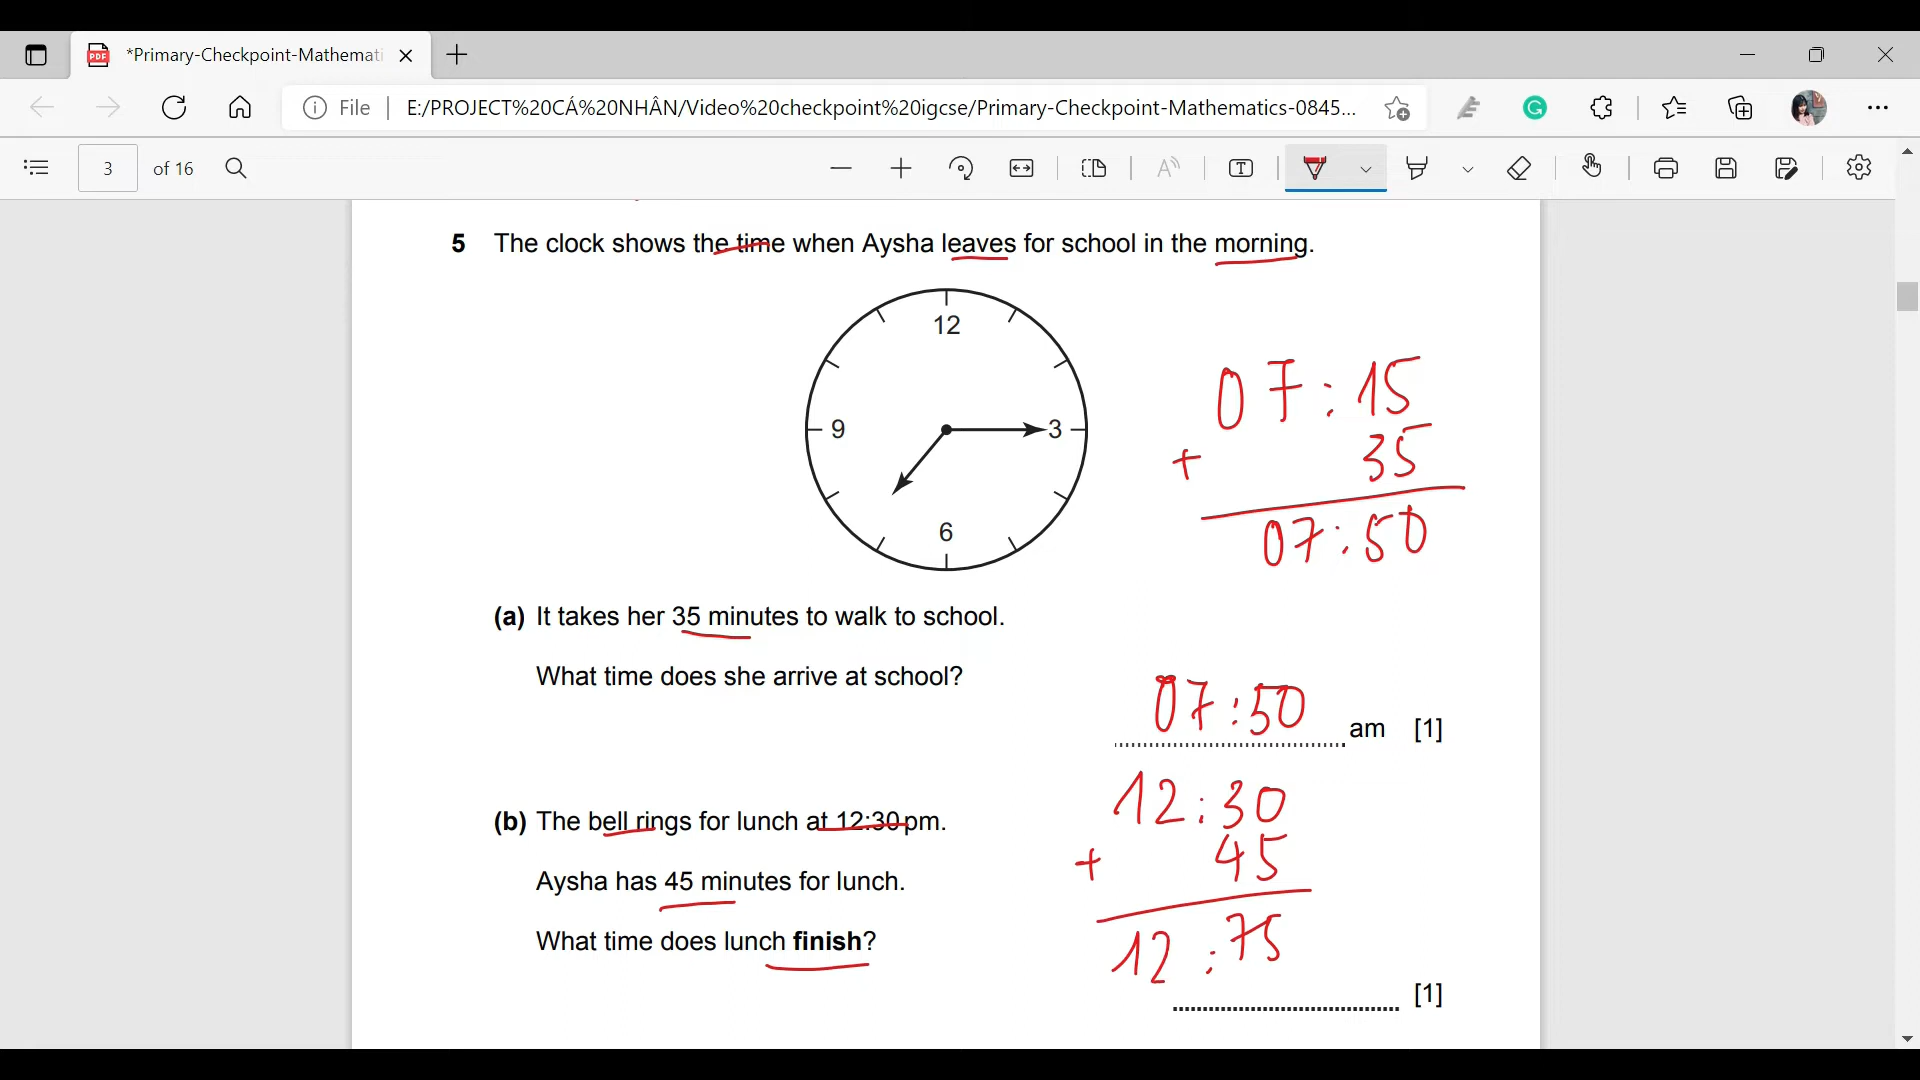 *Primary-Checkpoint-Mathemati
File
E:/PROJECT%20CÁ%20NHÂN/Video%20checkpoint%20igcse/Primary-Checkpoint-Mathematics-0845...
3 of 16
5 The clock shows the time when Aysha leaves for school in the morning.
12
9
3
6
07:15
+ 35
07:50
(a) It takes her 35 minutes to walk to school.
What time does she arrive at school?
07:50 am [1]
(b) The bell rings for lunch at 12:30 pm.
Aysha has 45 minutes for lunch.
What time does lunch finish?
12:30
+ 45
12:75
[1]